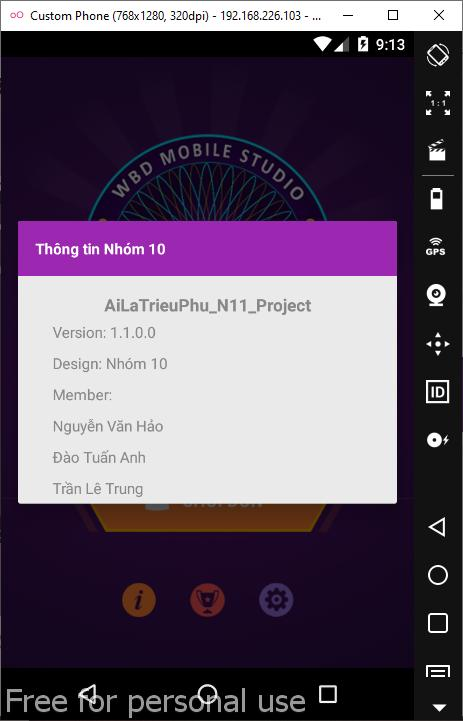 Custom Phone (768x1280, 320dpi) - 192.168.226.103 - ...
9:13
WBD MOBILE STUDIO
1:1
GPS
Thông tin Nhóm 10
AiLaTrieuPhu_N11_Project
Version: 1.1.0.0
Design: Nhóm 10
Member:
Nguyễn Văn Hảo
Đào Tuấn Anh
Trần Lê Trung
ID
Free for personal use